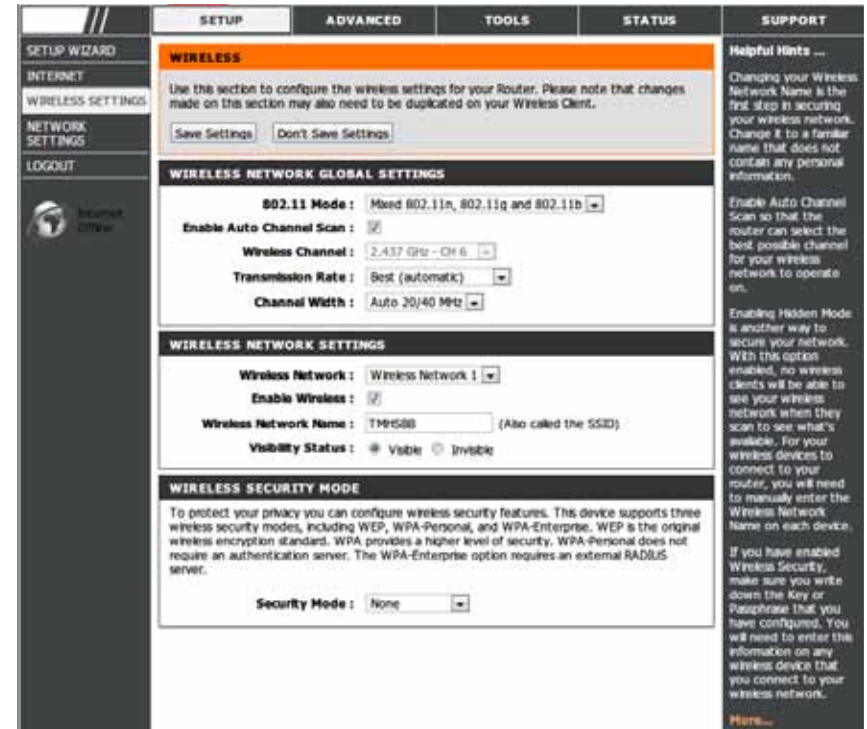 SETUP
ADVANCED
TOOLS
STATUS
SUPPORT
SETUP WIZARD
INTERNET
WIRELESS SETTINGS
NETWORK
SETTINGS
LOGOUT
Internet
Offline
WIRELESS
Use this section to configure the wireless settings for your Router. Please note that changes
made on this section may also need to be duplicated on your Wireless Client.
Save Settings
Don't Save Settings
WIRELESS NETWORK GLOBAL SETTINGS
802.11 Mode : Mixed 802.11n, 802.11g and 802.11b
Enable Auto Channel Scan :
Wireless Channel : 2.437 GHz - CH 6
Transmission Rate : Best (automatic)
Channel Width : Auto 20/40 MHz
WIRELESS NETWORK SETTINGS
Wireless Network : Wireless Network 1
Enable Wireless :
Wireless Network Name : TMHSBB (Also called the SSID)
Visibility Status : Visible Invisible
WIRELESS SECURITY MODE
To protect your privacy you can configure wireless security features. This device supports three
wireless security modes, including WEP, WPA-Personal, and WPA-Enterprise. WEP is the original
wireless encryption standard. WPA provides a higher level of security. WPA-Personal does not
require an authentication server. The WPA-Enterprise option requires an external RADIUS
server.
Security Mode : None
Helpful Hints ...
Changing your Wireless
Network Name is the
first step in securing
your wireless network.
Change it to a familiar
name that does not
contain any personal
information.
Enable Auto Channel
Scan so that the
router can select the
best possible channel
for your wireless
network to operate
on.
Enabling Hidden Mode
is another way to
secure your network.
With this option
enabled, no wireless
clients will be able to
see your wireless
network when they
scan to see what's
available. For your
wireless devices to
connect to your
router, you will need
to manually enter the
Wireless Network
Name on each device.
If you have enabled
Wireless Security,
make sure you write
down the Key or
Passphrase that you
have configured. You
will need to enter this
information on any
wireless device that
you connect to your
wireless network.
More...